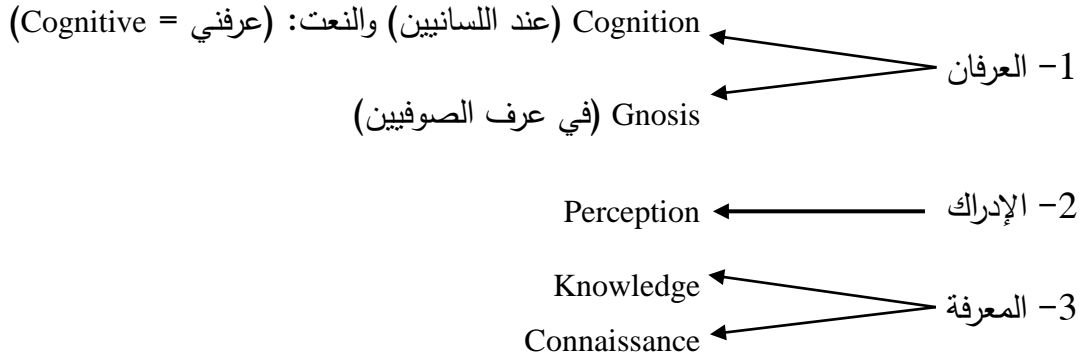 Cognition (عند اللسانيين) والنعت: (عرفني = Cognitive)
1- العرفان
Gnosis (في عرف الصوفيين)
2- الإدراك
Perception
Knowledge
3- المعرفة
Connaissance